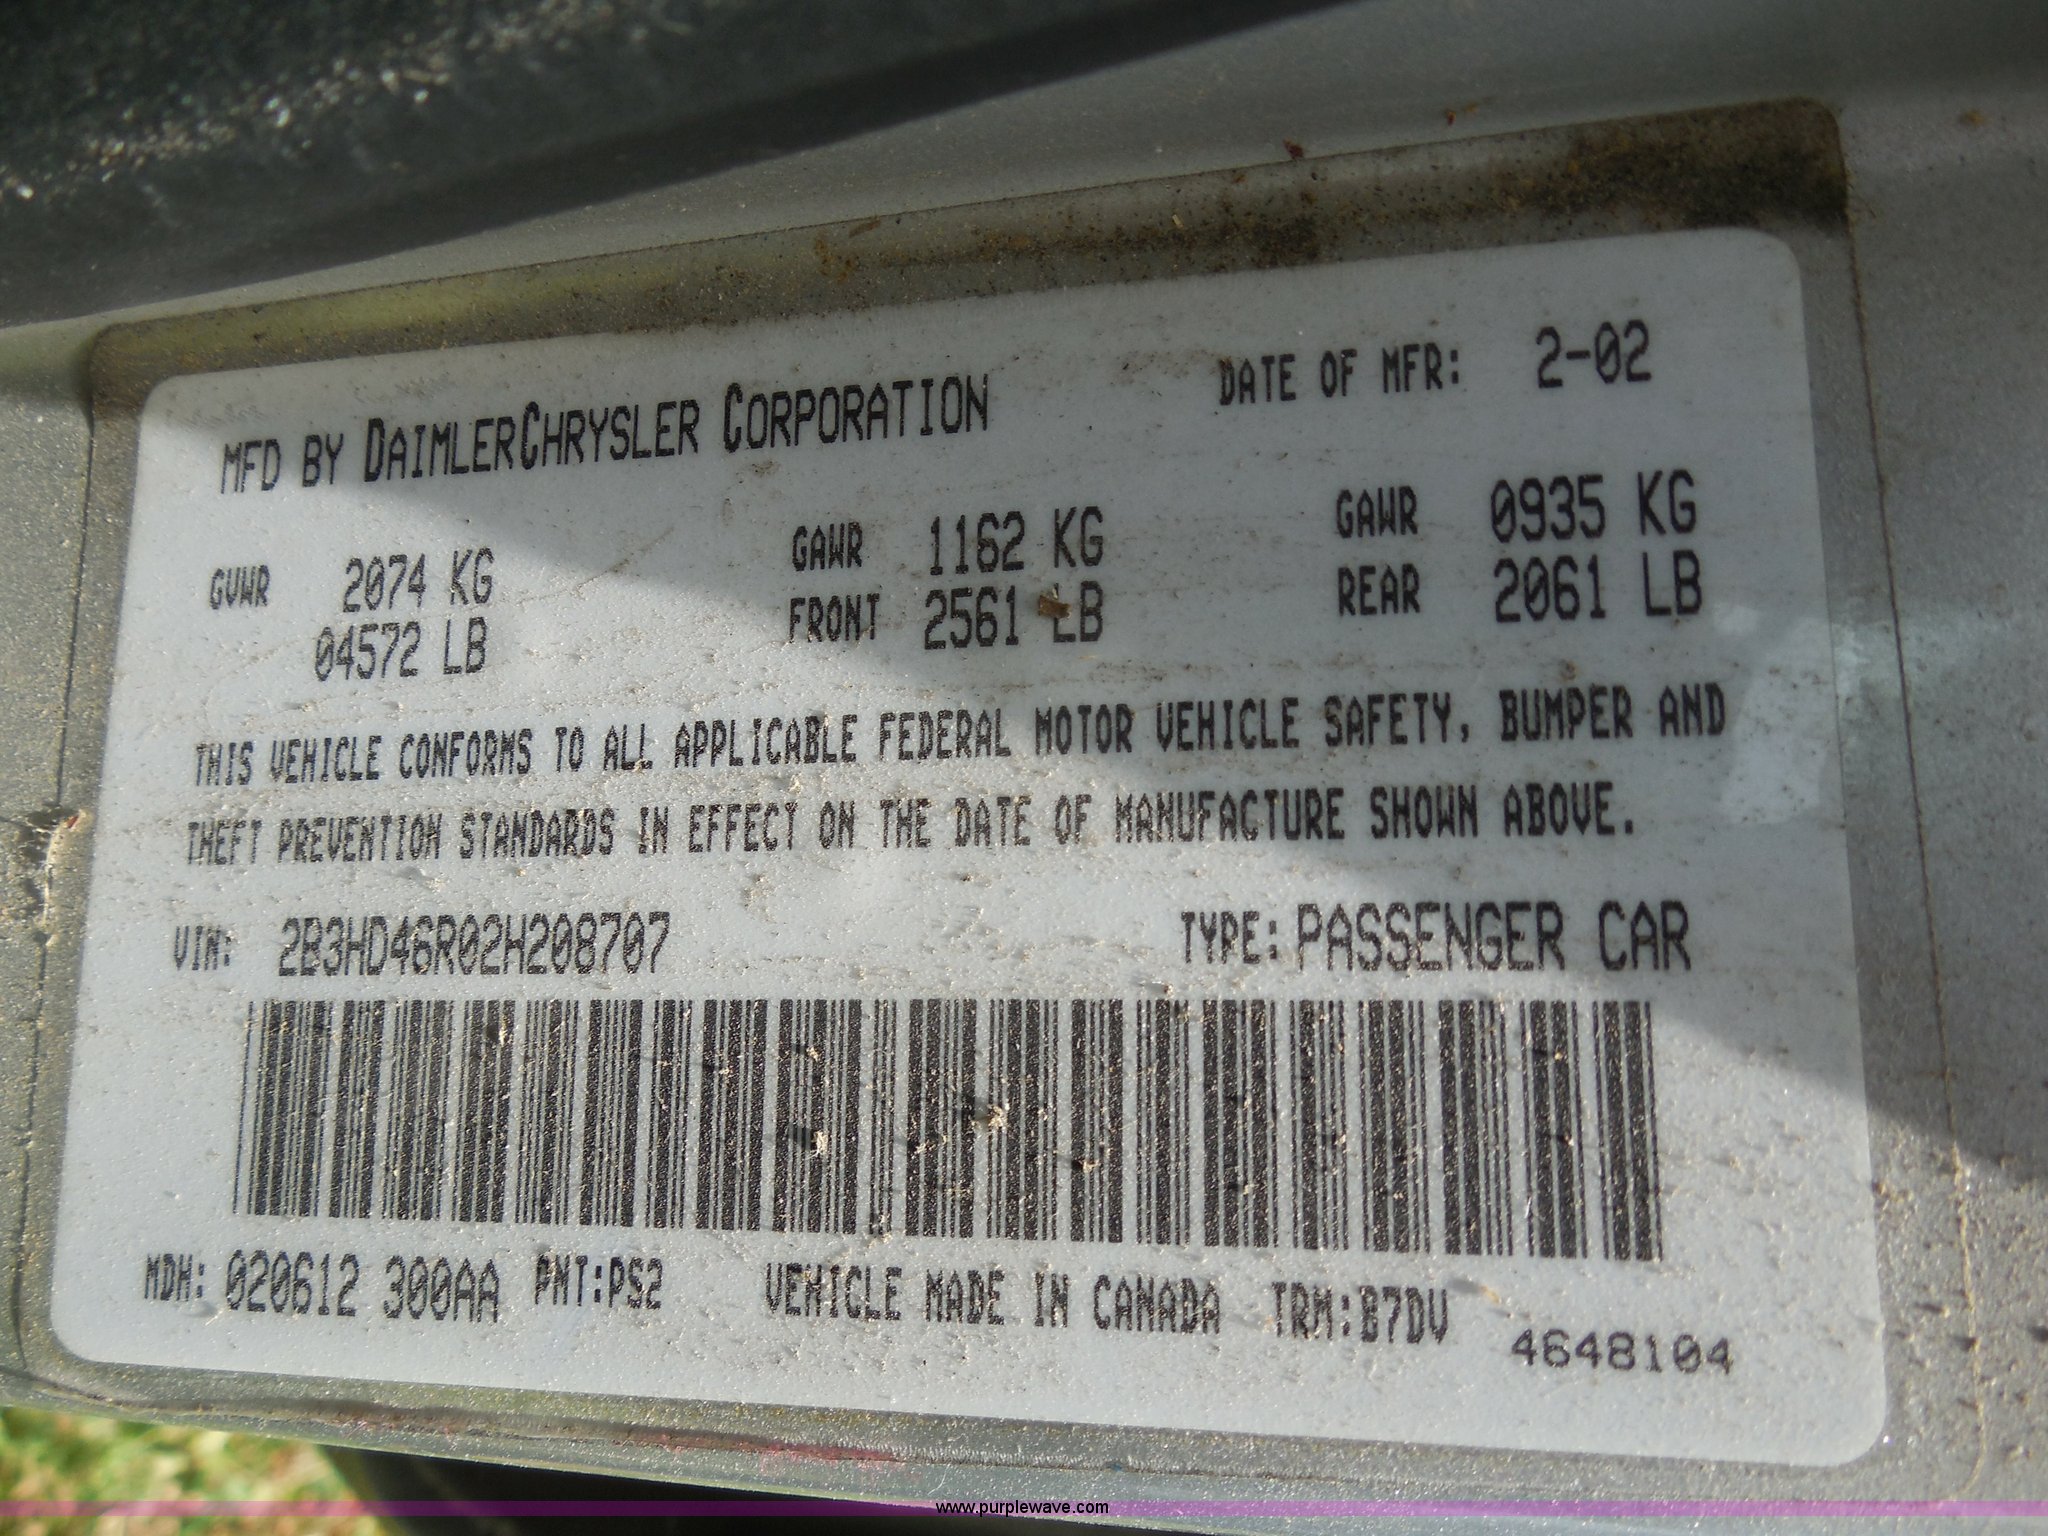 MFD BY DAIMLERCHRYSLER CORPORATION DATE OF MFR: 2-02
GVWR 2074 KG GAWR 1162 KG GAWR 0935 KG
04572 LB FRONT 2561 LB REAR 2061 LB
THIS VEHICLE CONFORMS TO ALL APPLICABLE FEDERAL MOTOR VEHICLE SAFETY, BUMPER AND
THEFT PREVENTION STANDARDS IN EFFECT ON THE DATE OF MANUFACTURE SHOWN ABOVE.
VIN: 2B3HD46R02H208707 TYPE: PASSENGER CAR
MDH: 020612 300AA PNT:PS2 VEHICLE MADE IN CANADA TRM:B7DV
4648104
www.purplewave.com